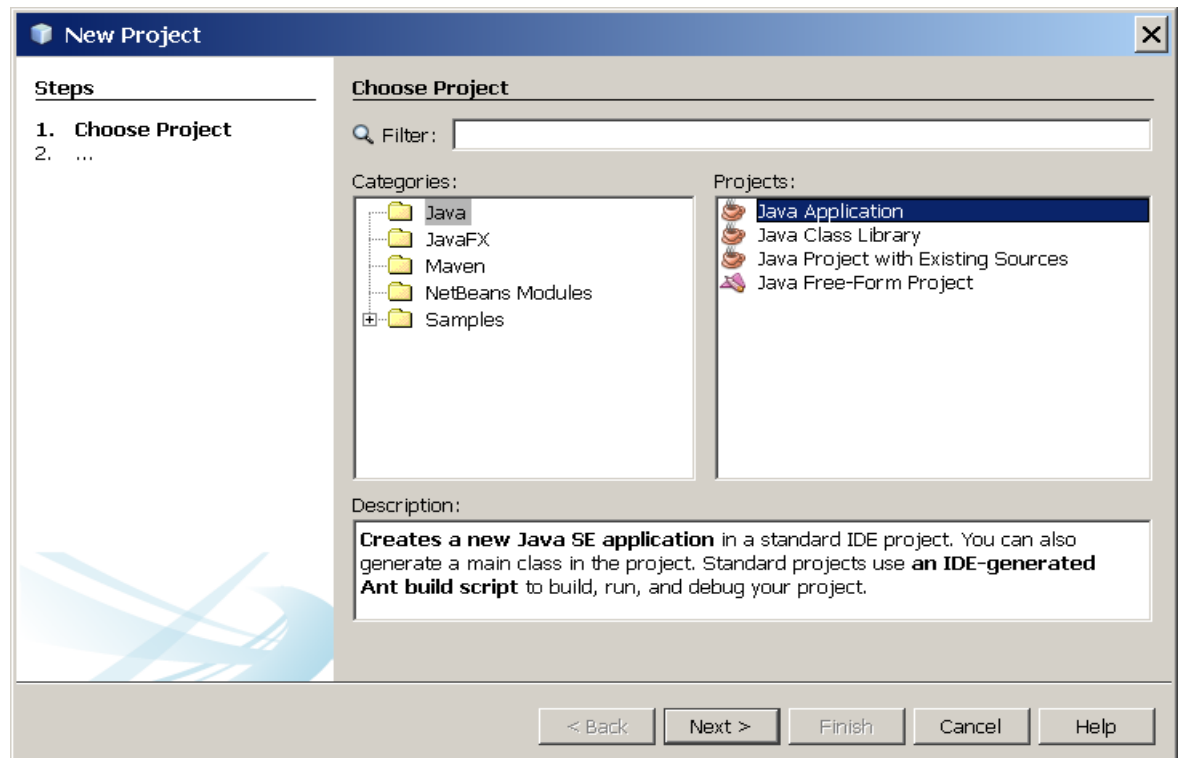 New Project
Steps
1. Choose Project
2. ...
Choose Project
Filter:
Categories:
Java
JavaFX
Maven
NetBeans Modules
Samples
Projects:
Java Application
Java Class Library
Java Project with Existing Sources
Java Free-Form Project
Description:
Creates a new Java SE application in a standard IDE project. You can also
generate a main class in the project. Standard projects use an IDE-generated
Ant build script to build, run, and debug your project.
< Back
Next >
Finish
Cancel
Help